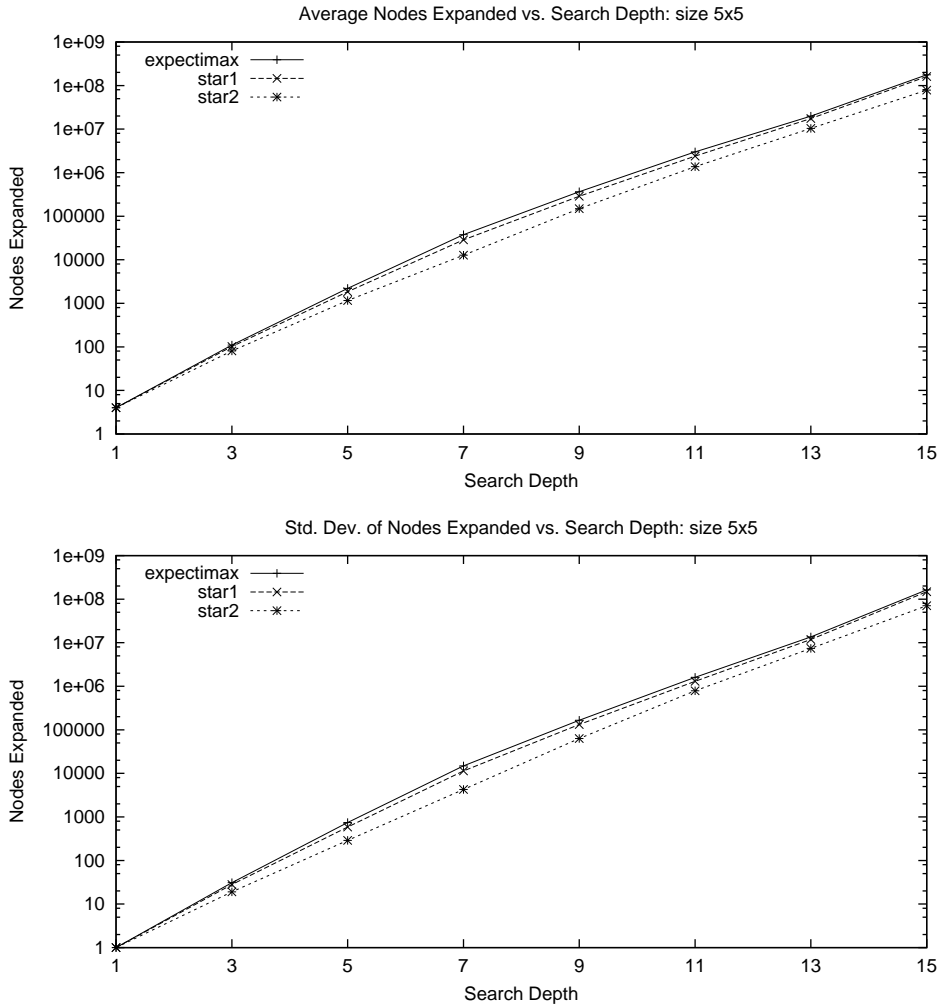 Average Nodes Expanded vs. Search Depth: size 5x5
1e+09
1e+08
1e+07
1e+06
100000
10000
1000
100
10
1
Nodes Expanded
expectimax
star1
star2
1 3 5 7 9 11 13 15
Search Depth
Std. Dev. of Nodes Expanded vs. Search Depth: size 5x5
1e+09
1e+08
1e+07
1e+06
100000
10000
1000
100
10
1
Nodes Expanded
expectimax
star1
star2
1 3 5 7 9 11 13 15
Search Depth